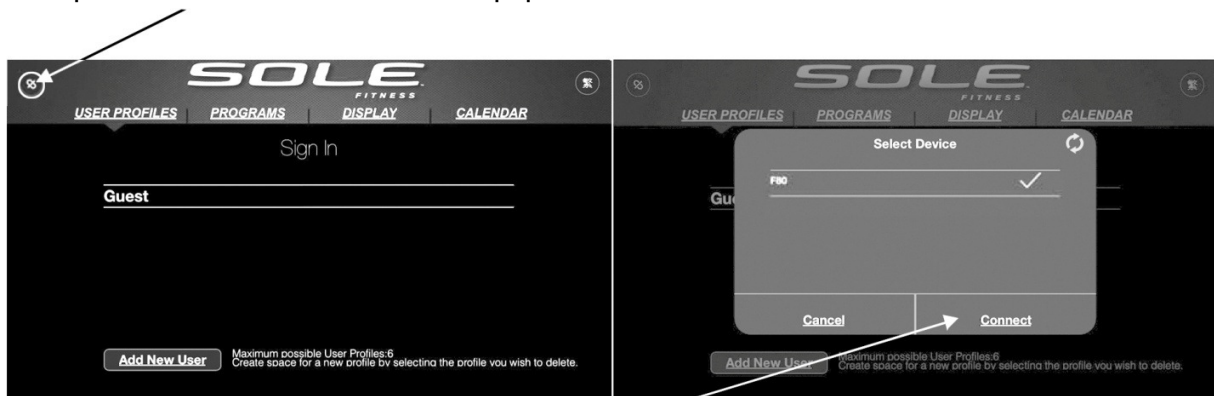 SOLE
FITNESS
USER PROFILES PROGRAMS DISPLAY CALENDAR
Sign In
Guest
Add New User
Maximum possible User Profiles:6
Create space for a new profile by selecting the profile you wish to delete.
SOLE
FITNESS
USER PROFILES PROGRAMS DISPLAY CALENDAR
Select Device
F80
Gue
Cancel Connect
Add New User
Maximum possible User Profiles:6
Create space for a new profile by selecting the profile you wish to delete.